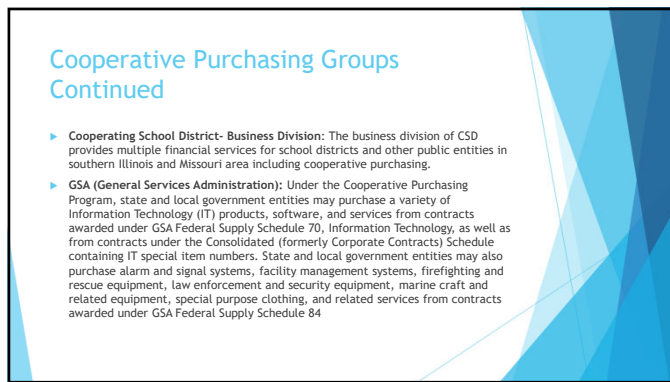 Cooperative Purchasing Groups
Continued
Cooperating School District- Business Division: The business division of CSD
provides multiple financial services for school districts and other public entities in
southern Illinois and Missouri area including cooperative purchasing.
GSA (General Services Administration): Under the Cooperative Purchasing
Program, state and local government entities may purchase a variety of
Information Technology (IT) products, software, and services from contracts
awarded under GSA Federal Supply Schedule 70, Information Technology, as well as
from contracts under the Consolidated (formerly Corporate Contracts) Schedule
containing IT special item numbers. State and local government entities may also
purchase alarm and signal systems, facility management systems, firefighting and
rescue equipment, law enforcement and security equipment, marine craft and
related equipment, special purpose clothing, and related services from contracts
awarded under GSA Federal Supply Schedule 84